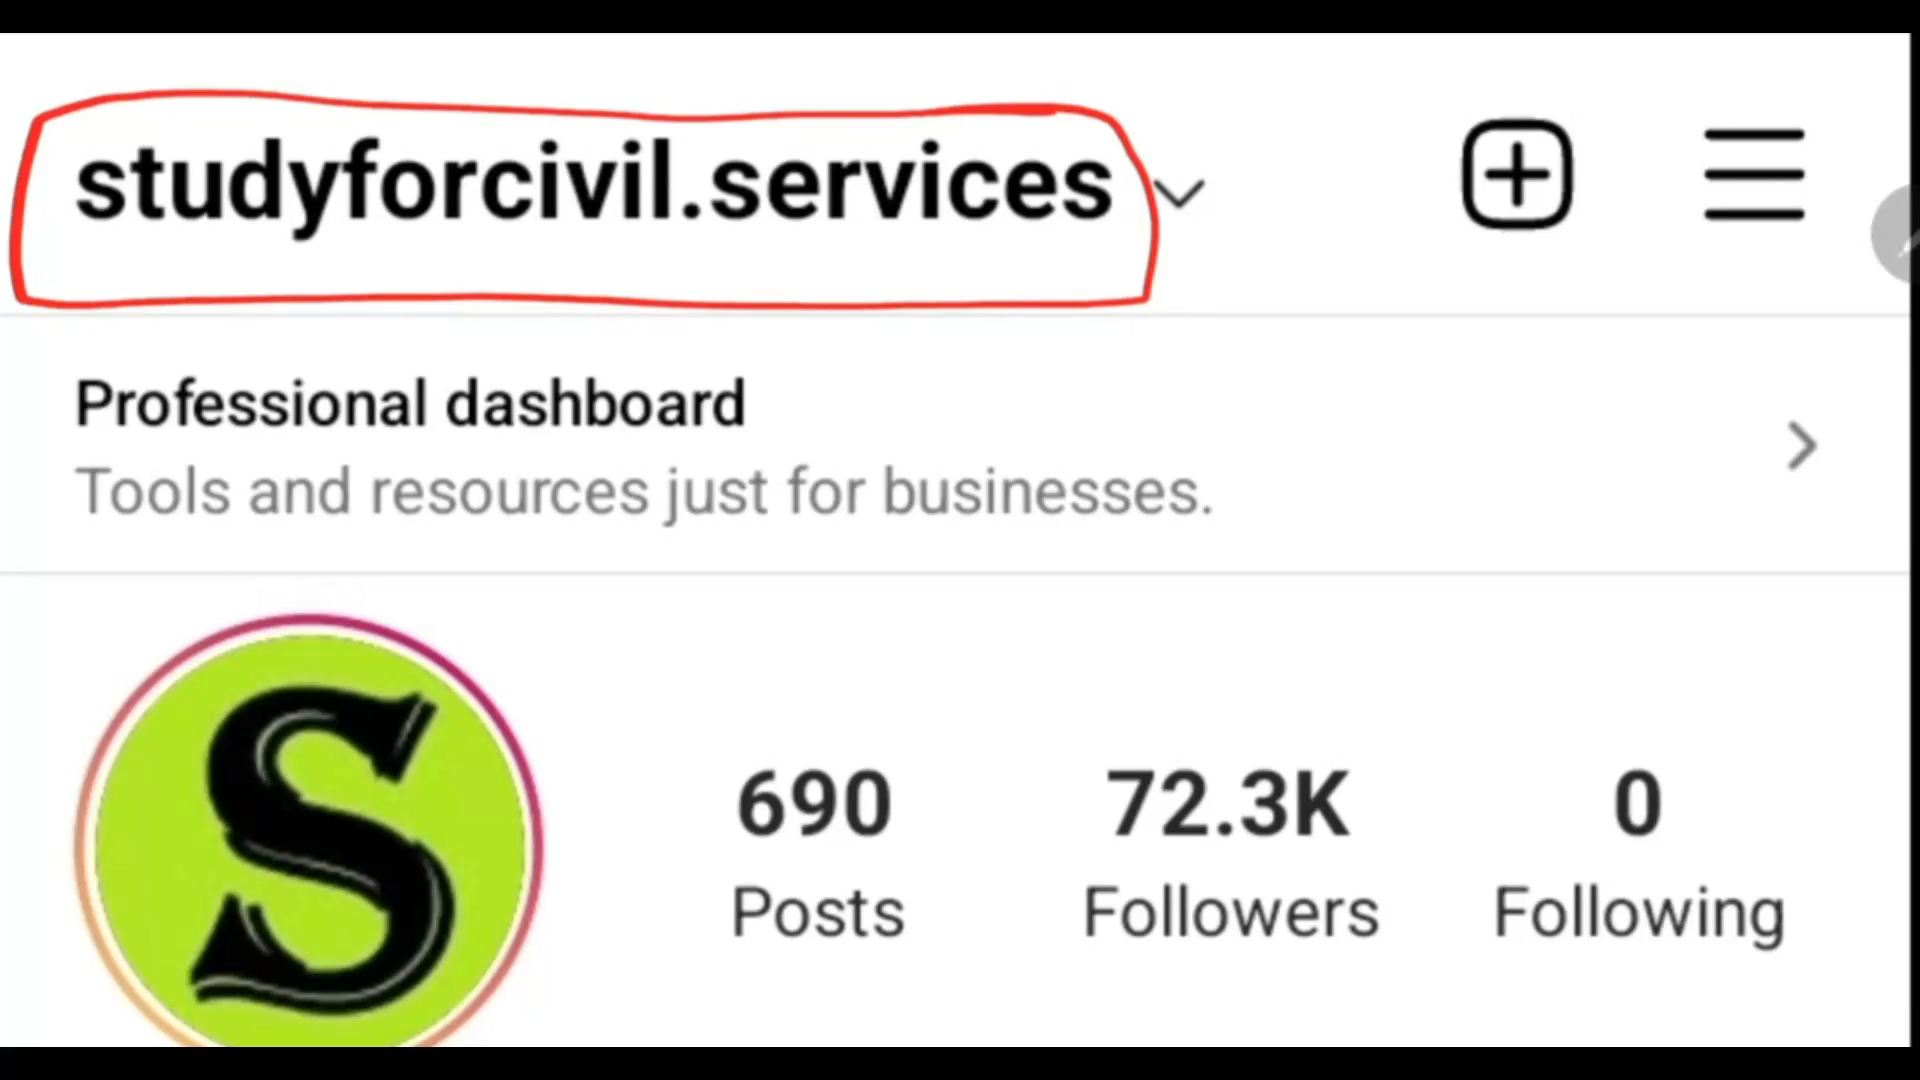 studyforcivil.services
Professional dashboard
Tools and resources just for businesses.
S
690 72.3K 0
Posts Followers Following